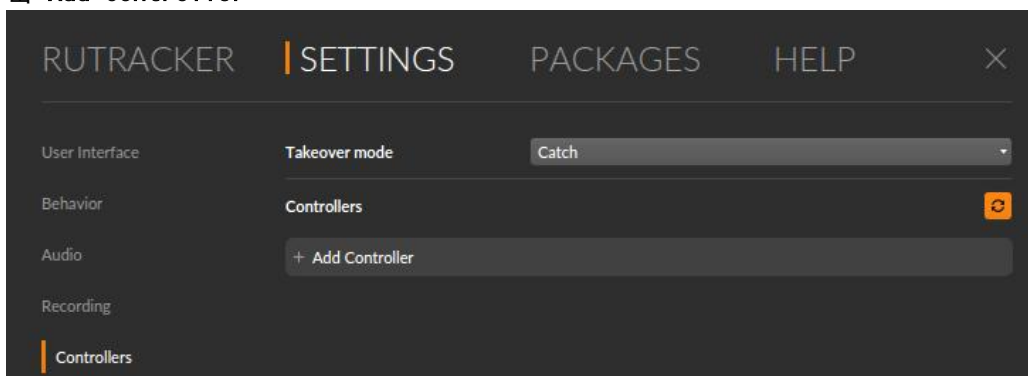 RUTRACKER SETTINGS PACKAGES HELP
User Interface Takeover mode Catch
Behavior Controllers
Audio + Add Controller
Recording
Controllers